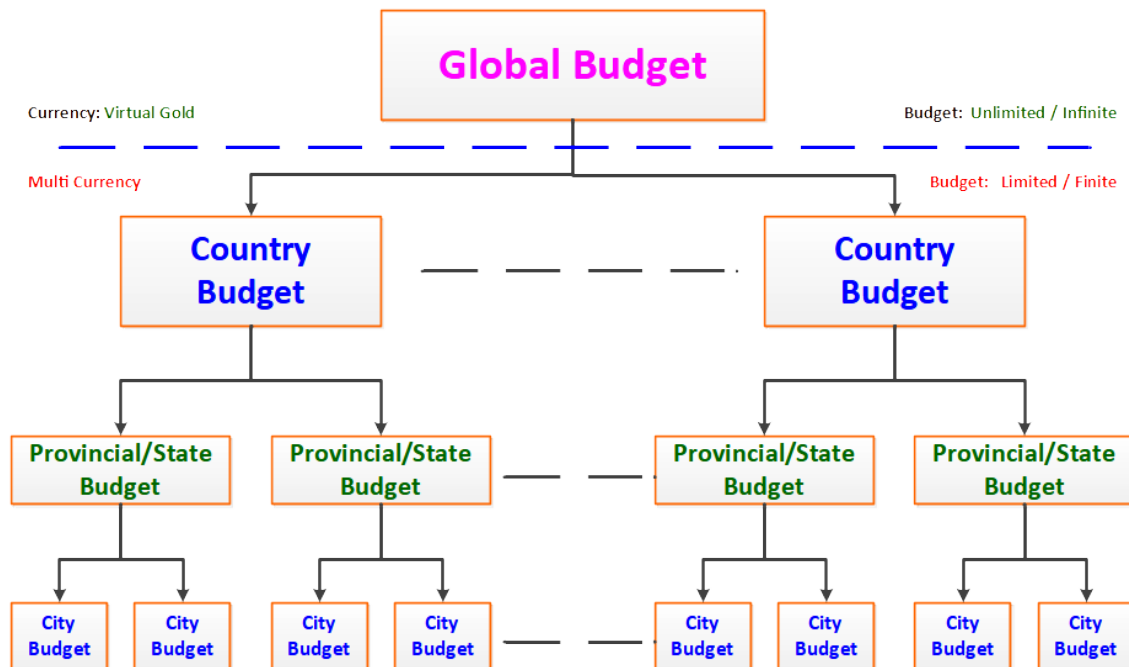 Global Budget
Currency: Virtual Gold
Budget: Unlimited / Infinite
Multi Currency
Budget: Limited / Finite
Country
Budget
Country
Budget
Provincial/State
Budget
Provincial/State
Budget
Provincial/State
Budget
Provincial/State
Budget
City
Budget
City
Budget
City
Budget
City
Budget
City
Budget
City
Budget
City
Budget
City
Budget